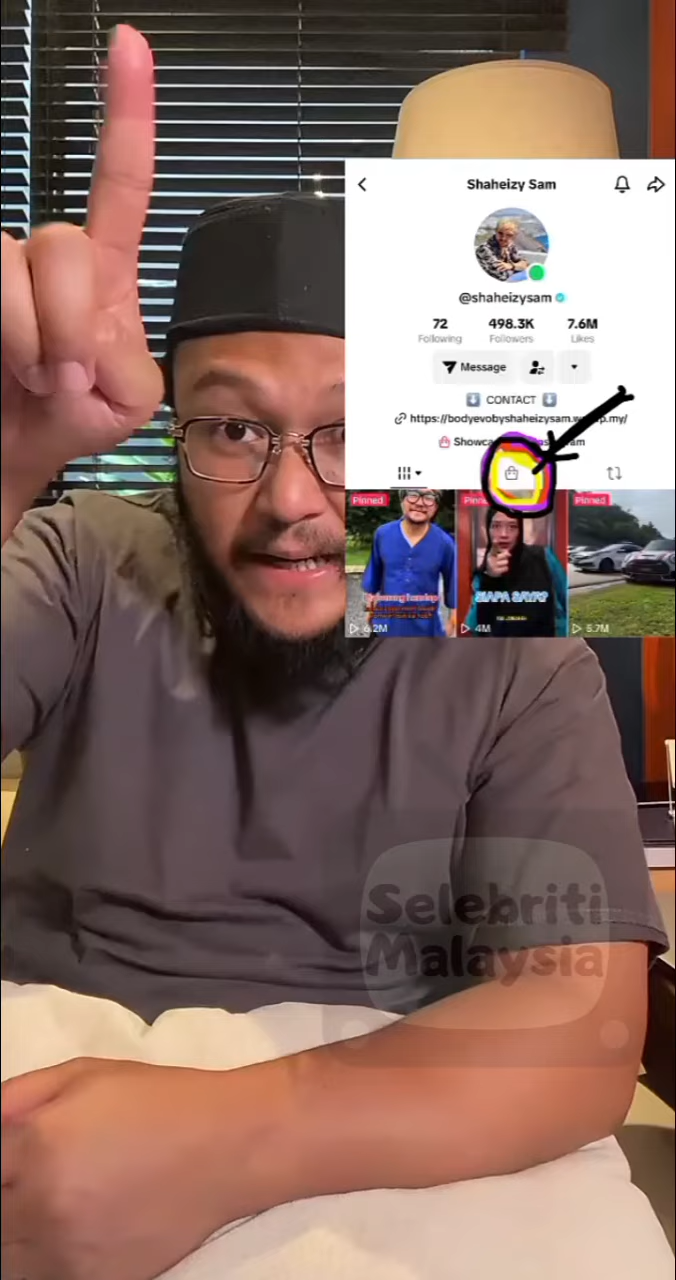 Shaheizy Sam
@shaheizysam
72 498.3K 7.6M
Following Followers Likes
Message
CONTACT
https://bodyevobyshaheizysam.w .my/
Pinned Pinned Pinned
SIAPA SAYA?
6.2M 4M 5.7M
Selebriti
Malaysia